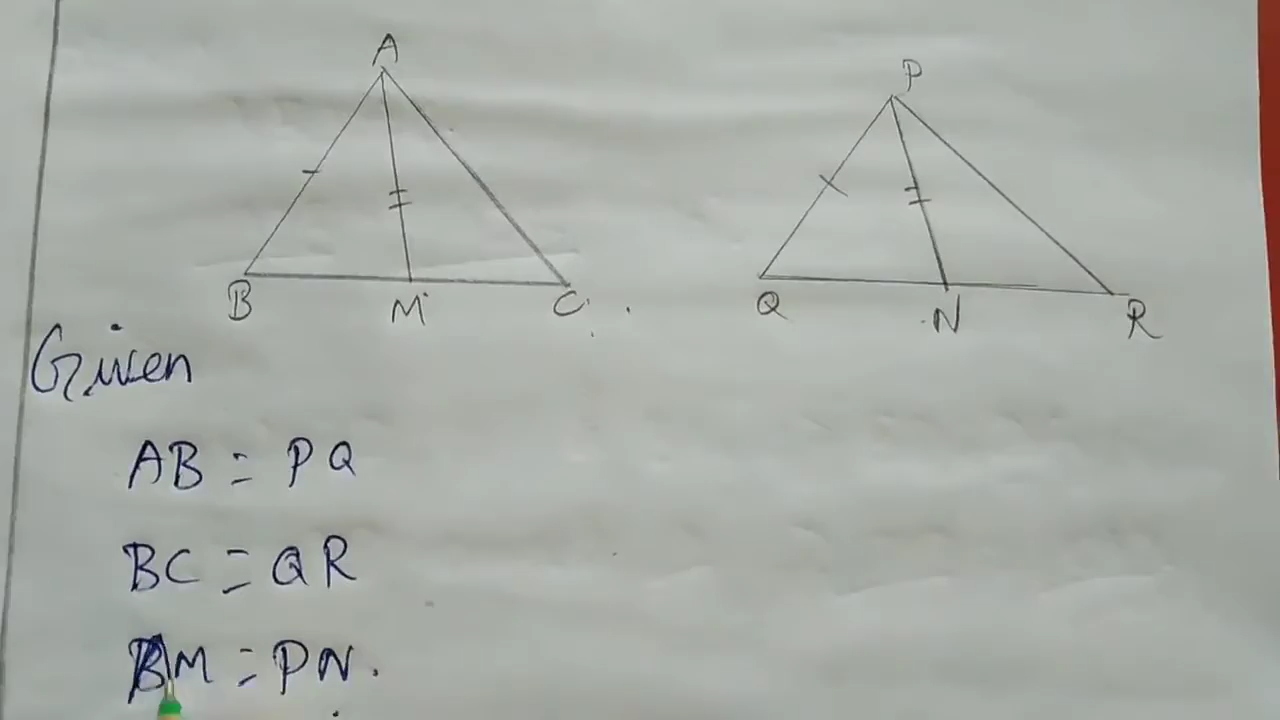 A
P
B
M
C
Q
N
R
Given
AB = PQ
BC = QR
AM = PN.